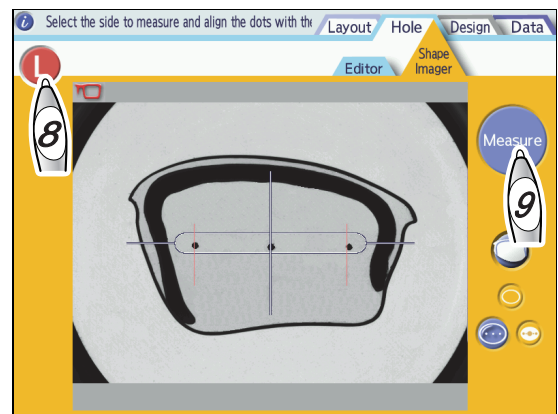 Select the side to measure and align the dots with the
Layout
Hole
Design
Data
Editor
Shape
Imager
L
8
Measure
9